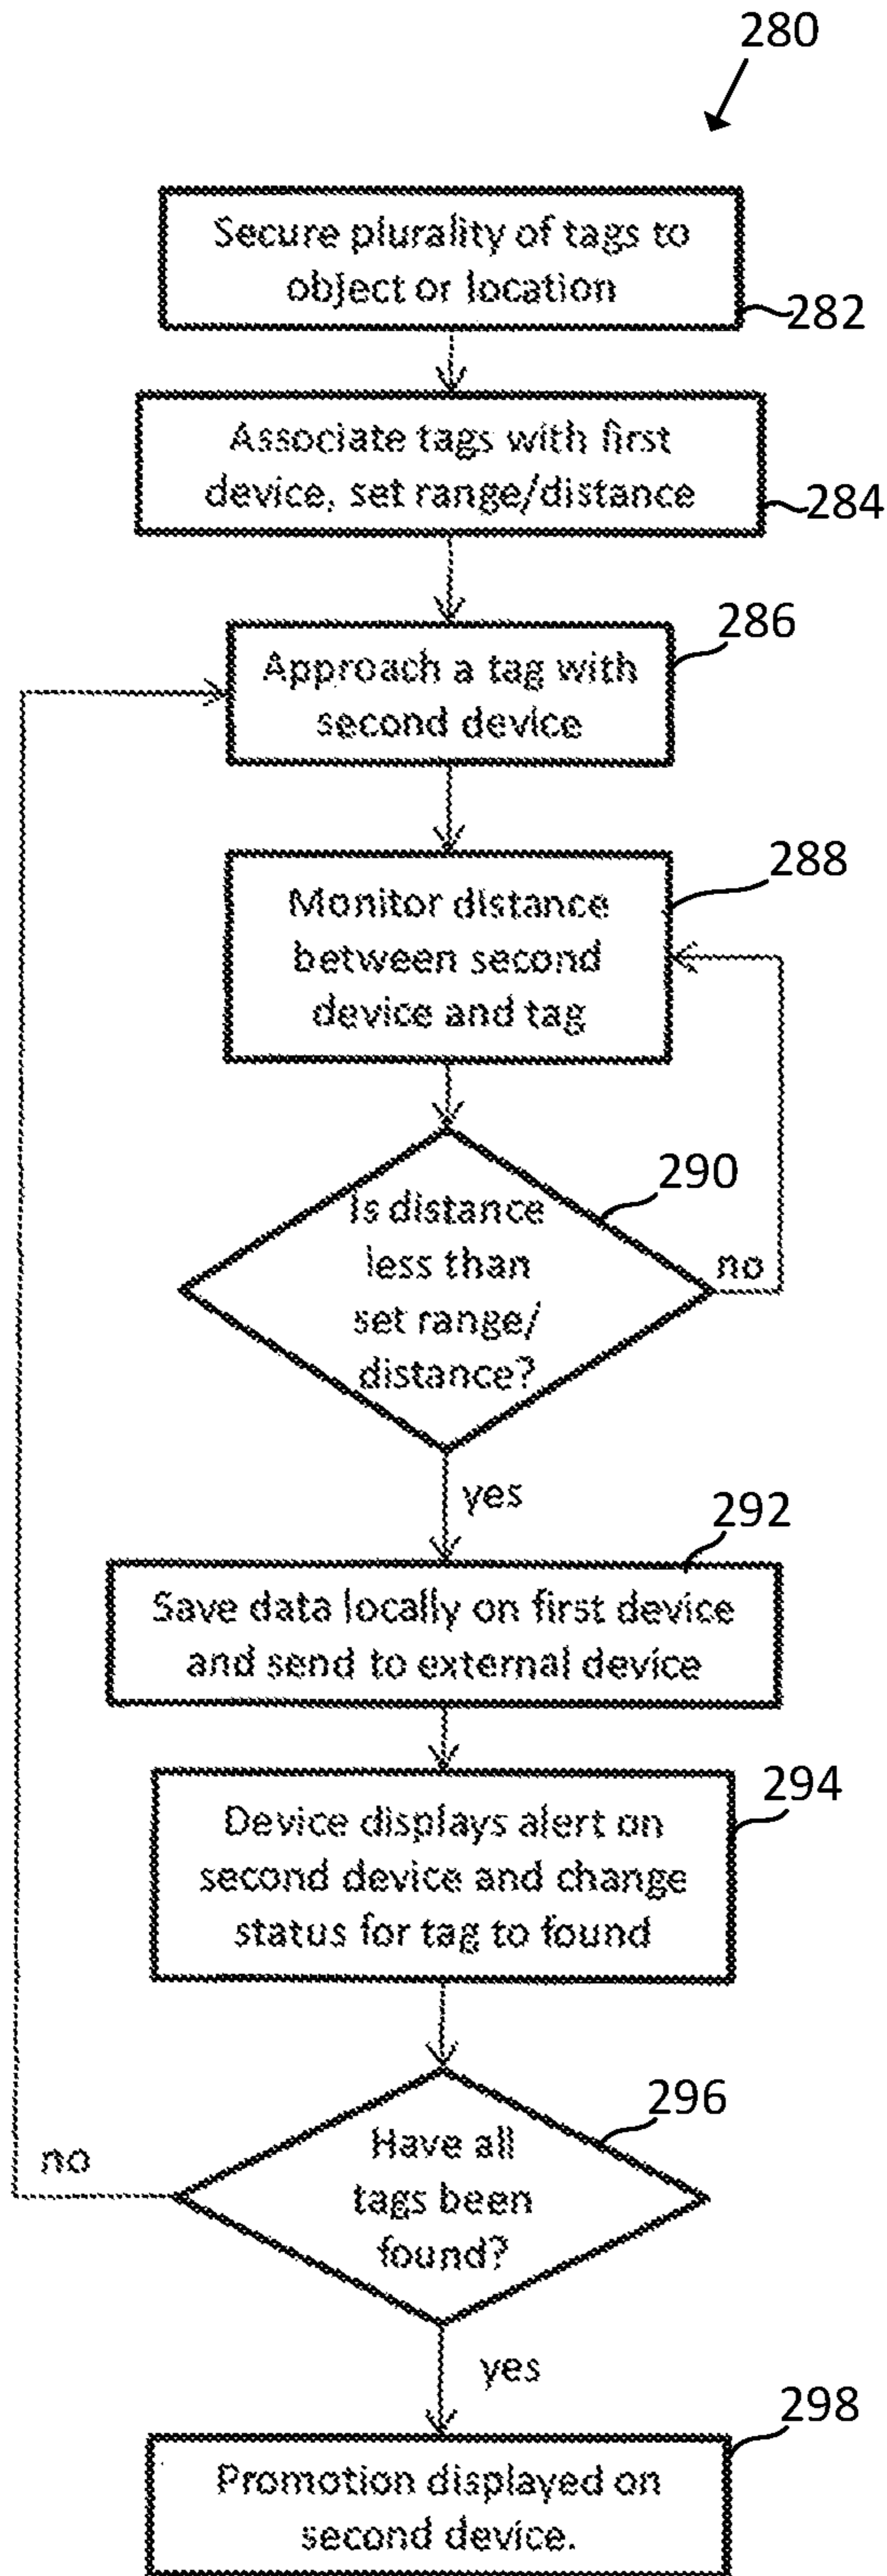 280
Secure plurality of tags to
object or location
282
Associate tags with first
device, set range/distance
284
286
Approach a tag with
second device
288
Monitor distance
between second
device and tag
290
Is distance
less than
set range/
distance?
no
yes
292
Save data locally on first device
and send to external device
294
Device displays alert on
second device and change
status for tag to found
296
Have all
tags been
found?
no
yes
298
Promotion displayed on
second device.